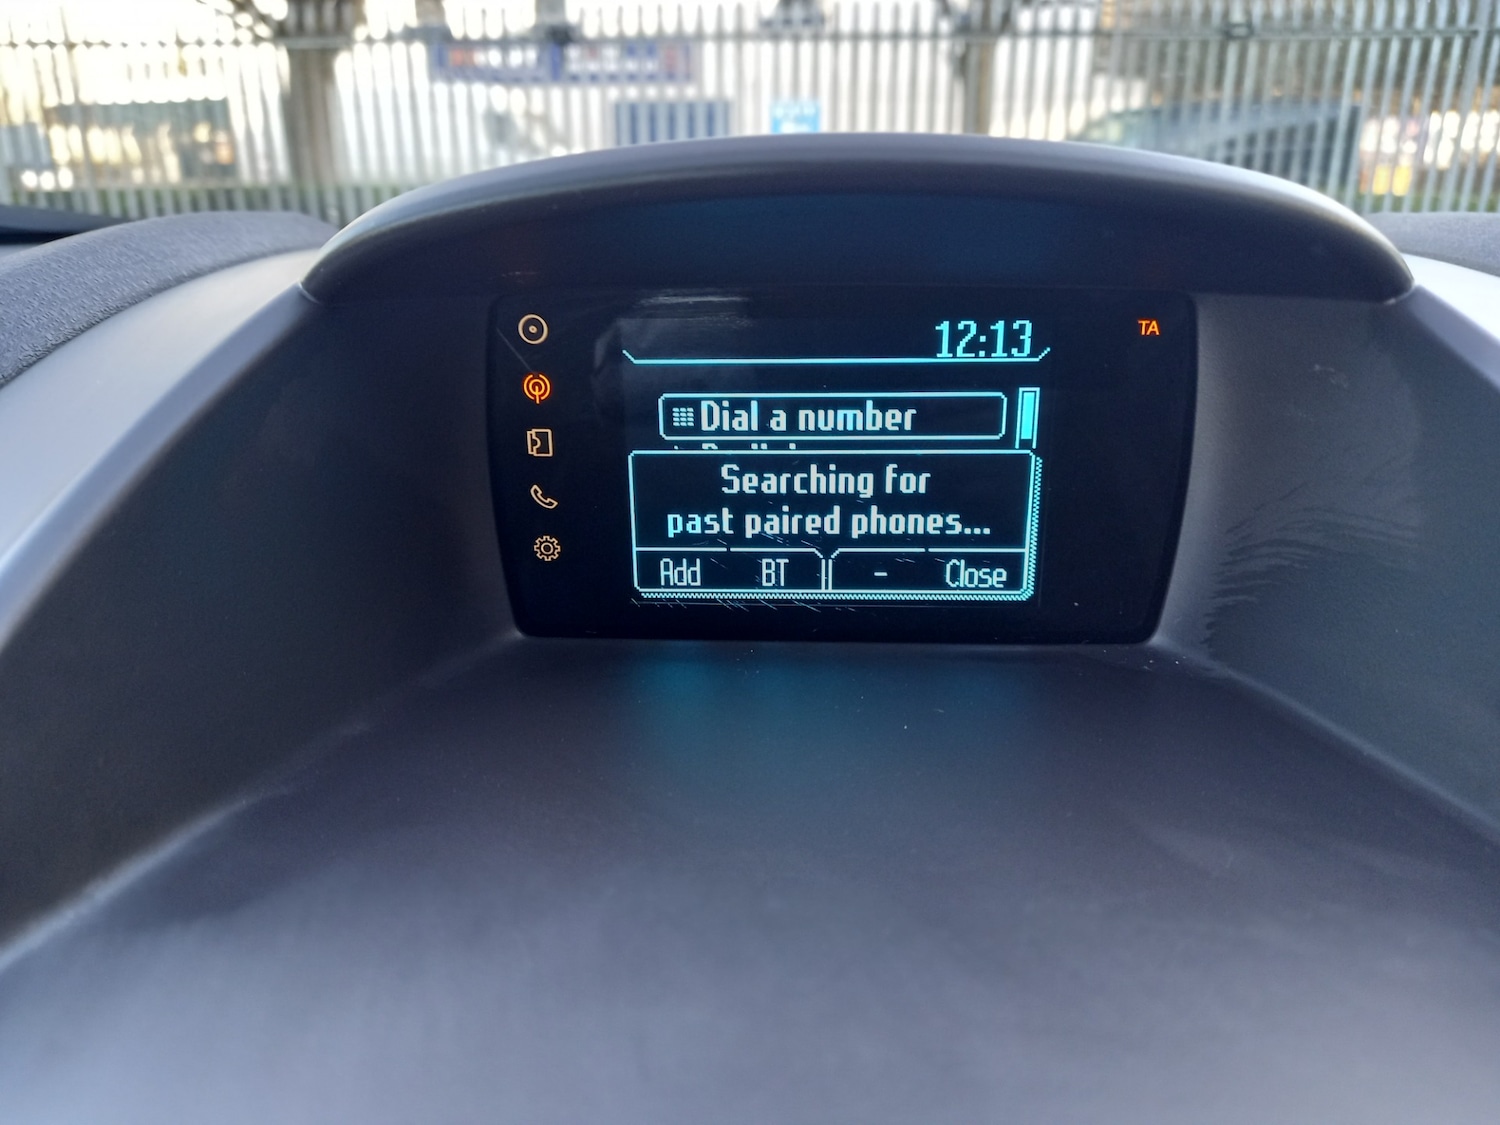 12:13
TA
Dial a number
Searching for
past paired phones...
Add BT - Close